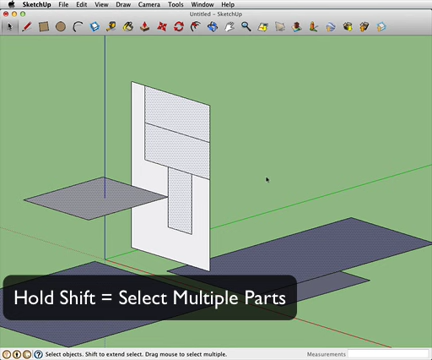 SketchUp File Edit View Draw Camera Tools Window Help
Untitled - SketchUp
Hold Shift = Select Multiple Parts
Select objects. Shift to extend select. Drag mouse to select multiple.
Measurements